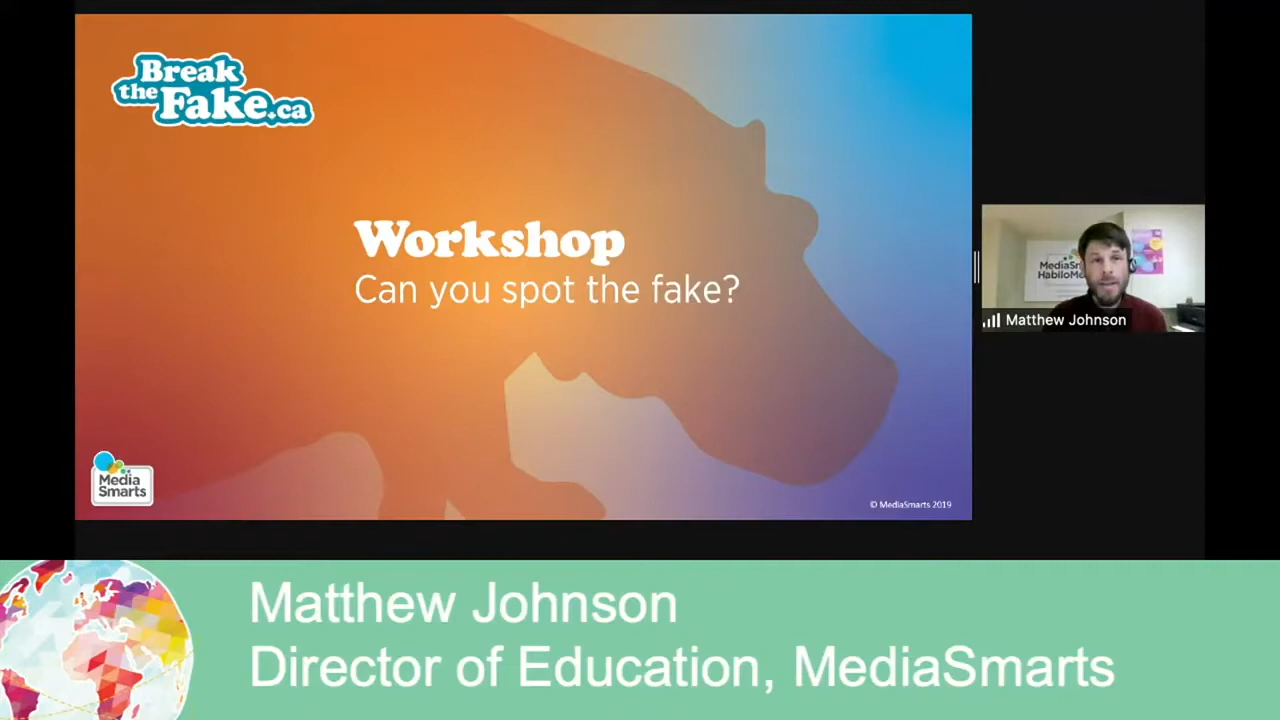 Break
the Fake.ca
Workshop
Can you spot the fake?
Media
Smarts
© MediaSmarts 2019
Matthew Johnson
Matthew Johnson
Director of Education, MediaSmarts